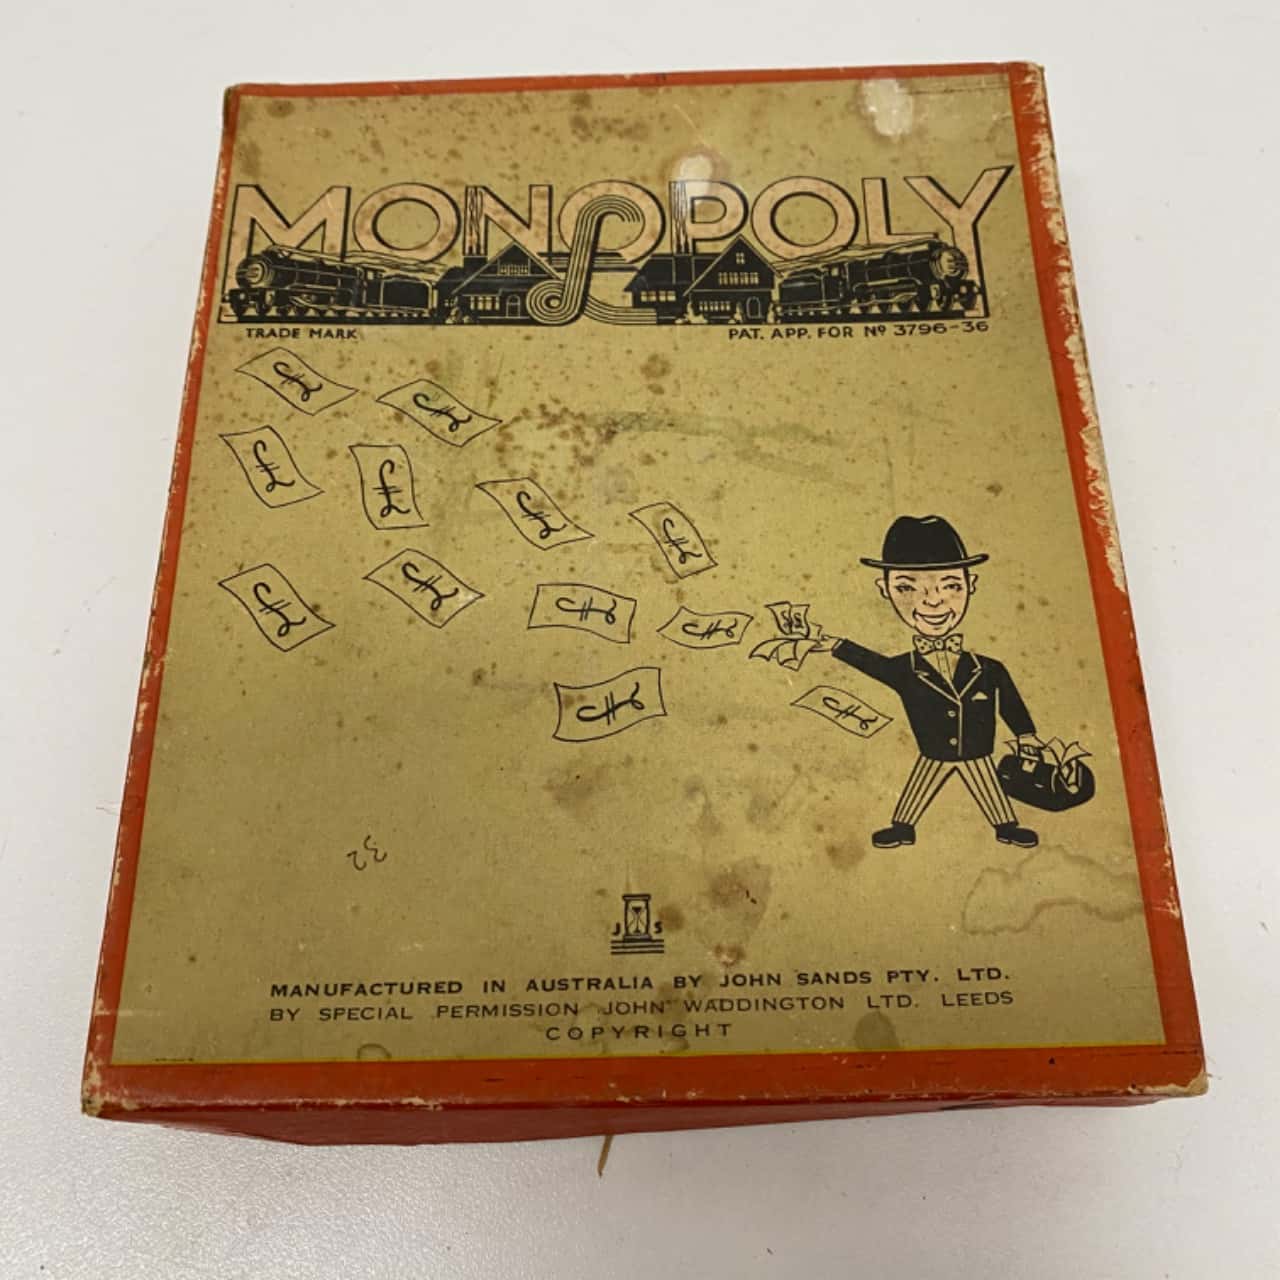 MONOPOLY
TRADE MARK
PAT. APP. FOR Nº 3796-36
£
£
£
£
£
£
£
£
£
£
£
£
32
J S
MANUFACTURED IN AUSTRALIA BY JOHN SANDS PTY. LTD.
BY SPECIAL PERMISSION JOHN WADDINGTON LTD. LEEDS
COPYRIGHT